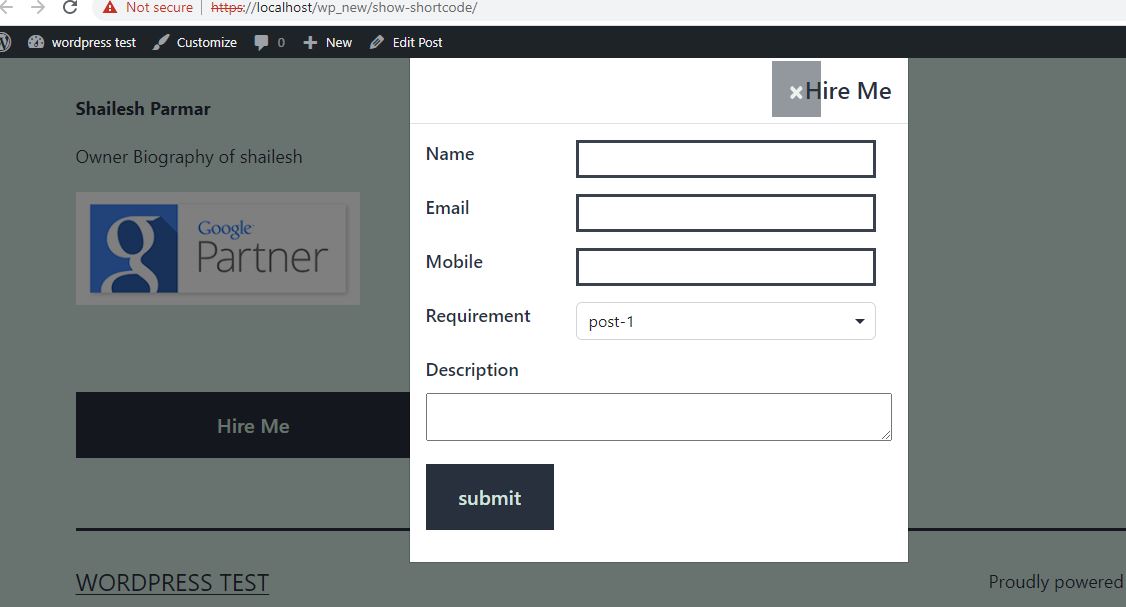 Not secure https://localhost/wp_new/show-shortcode/
wordpress test Customize 0 New Edit Post
× Hire Me
Shailesh Parmar
Owner Biography of shailesh
Google
Partner
Hire Me
Name
Email
Mobile
Requirement post-1
Description
submit
WORDPRESS TEST
Proudly powered